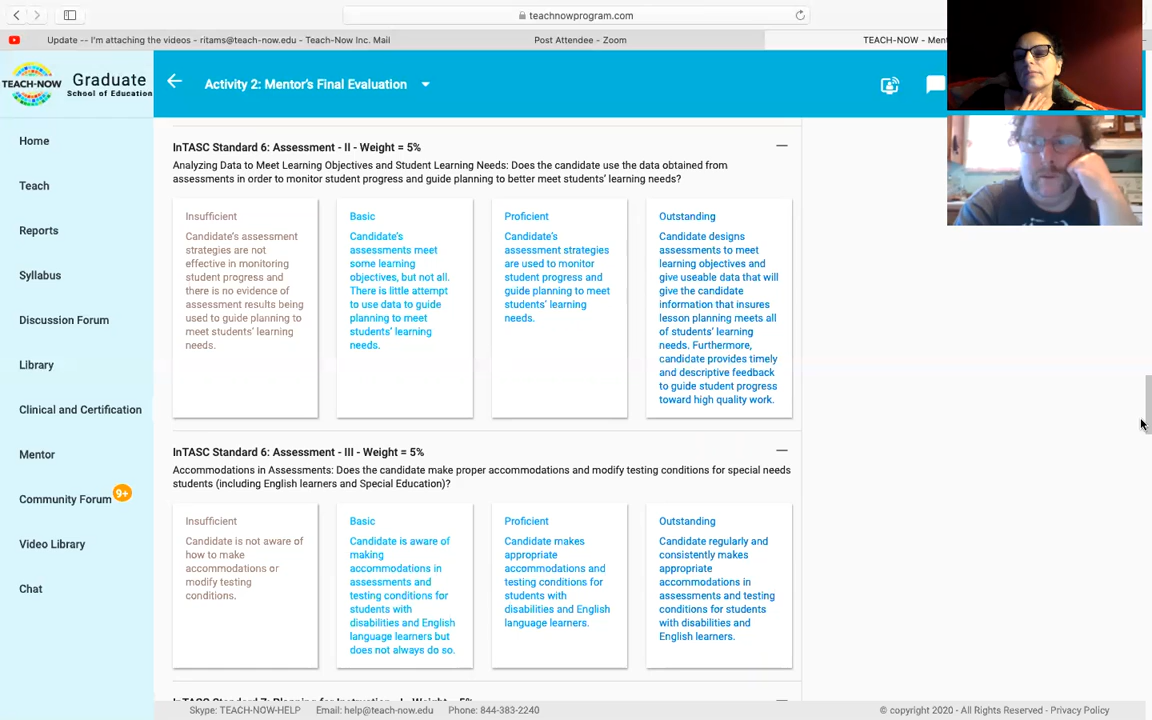 teachnowprogram.com
Update -- I'm attaching the videos - ritams@teach-now.edu - Teach-Now Inc. Mail
Post Attendee - Zoom
TEACH-NOW - Men
TEACH-NOW
Graduate
School of Education
Activity 2: Mentor's Final Evaluation
Home
Teach
Reports
Syllabus
Discussion Forum
Library
Clinical and Certification
Mentor
Community Forum
9+
Video Library
Chat
InTASC Standard 6: Assessment - II - Weight = 5%
Analyzing Data to Meet Learning Objectives and Student Learning Needs: Does the candidate use the data obtained from
assessments in order to monitor student progress and guide planning to better meet students' learning needs?
Insufficient
Candidate's assessment
strategies are not
effective in monitoring
student progress and
there is no evidence of
assessment results being
used to guide planning to
meet students' learning
needs.
Basic
Candidate's
assessments meet
some learning
objectives, but not all.
There is little attempt
to use data to guide
planning to meet
students' learning
needs.
Proficient
Candidate's
assessment strategies
are used to monitor
student progress and
guide planning to meet
students' learning
needs.
Outstanding
Candidate designs
assessments to meet
learning objectives and
give useable data that will
give the candidate
information that insures
lesson planning meets all
of students' learning
needs. Furthermore,
candidate provides timely
and descriptive feedback
to guide student progress
toward high quality work.
InTASC Standard 6: Assessment - III - Weight = 5%
Accommodations in Assessments: Does the candidate make proper accommodations and modify testing conditions for special needs
students (including English learners and Special Education)?
Insufficient
Candidate is not aware of
how to make
accommodations or
modify testing
conditions.
Basic
Candidate is aware of
making
accommodations in
assessments and
testing conditions for
students with
disabilities and English
language learners but
does not always do so.
Proficient
Candidate makes
appropriate
accommodations and
testing conditions for
students with
disabilities and English
language learners.
Outstanding
Candidate regularly and
consistently makes
appropriate
accommodations in
assessments and testing
conditions for students
with disabilities and
English learners.
InTASC Standard 7: Planning for Instruction - I - Weight = 5%
Skype: TEACH-NOW-HELP
Email: help@teach-now.edu
Phone: 844-383-2240
© copyright 2020 - All Rights Reserved - Privacy Policy